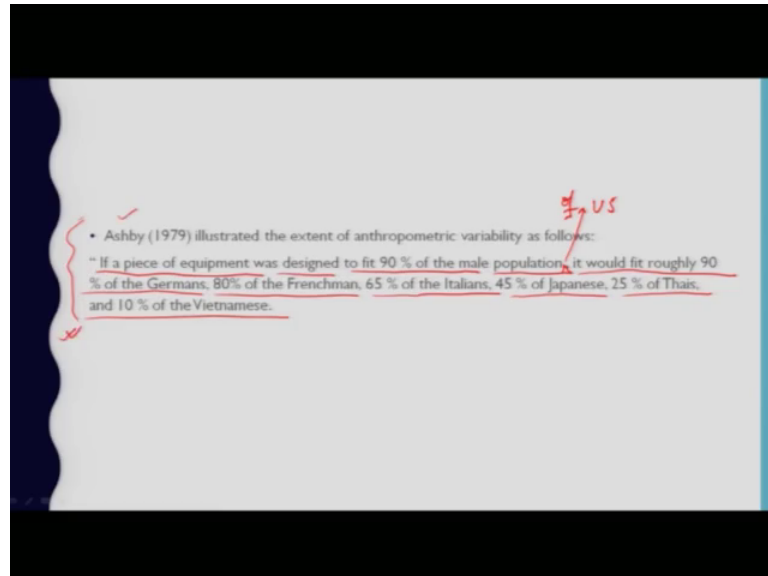 of US
• Ashby (1979) illustrated the extent of anthropometric variability as follows:
" If a piece of equipment was designed to fit 90 % of the male population, it would fit roughly 90
% of the Germans, 80% of the Frenchman, 65 % of the Italians, 45 % of Japanese, 25 % of Thais,
and 10 % of the Vietnamese.